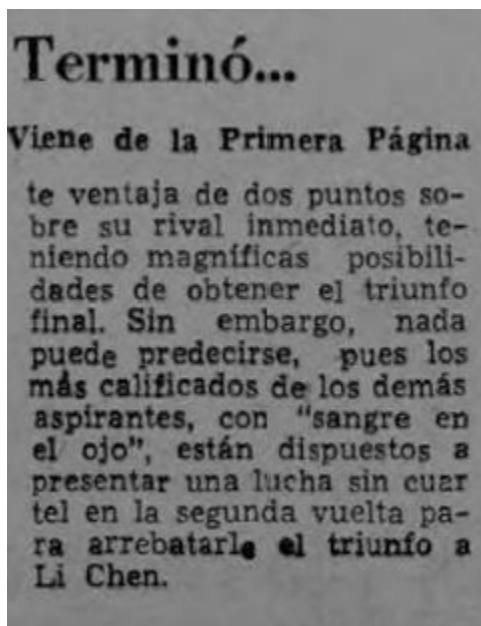 Terminó...
Viene de la Primera Página
te ventaja de dos puntos so-
bre su rival inmediato, te-
niendo magníficas posibili-
dades de obtener el triunfo
final. Sin embargo, nada
puede predecirse, pues los
más calificados de los demás
aspirantes, con "sangre en
el ojo", están dispuestos a
presentar una lucha sin cuar
tel en la segunda vuelta pa-
ra arrebatarle el triunfo a
Li Chen.